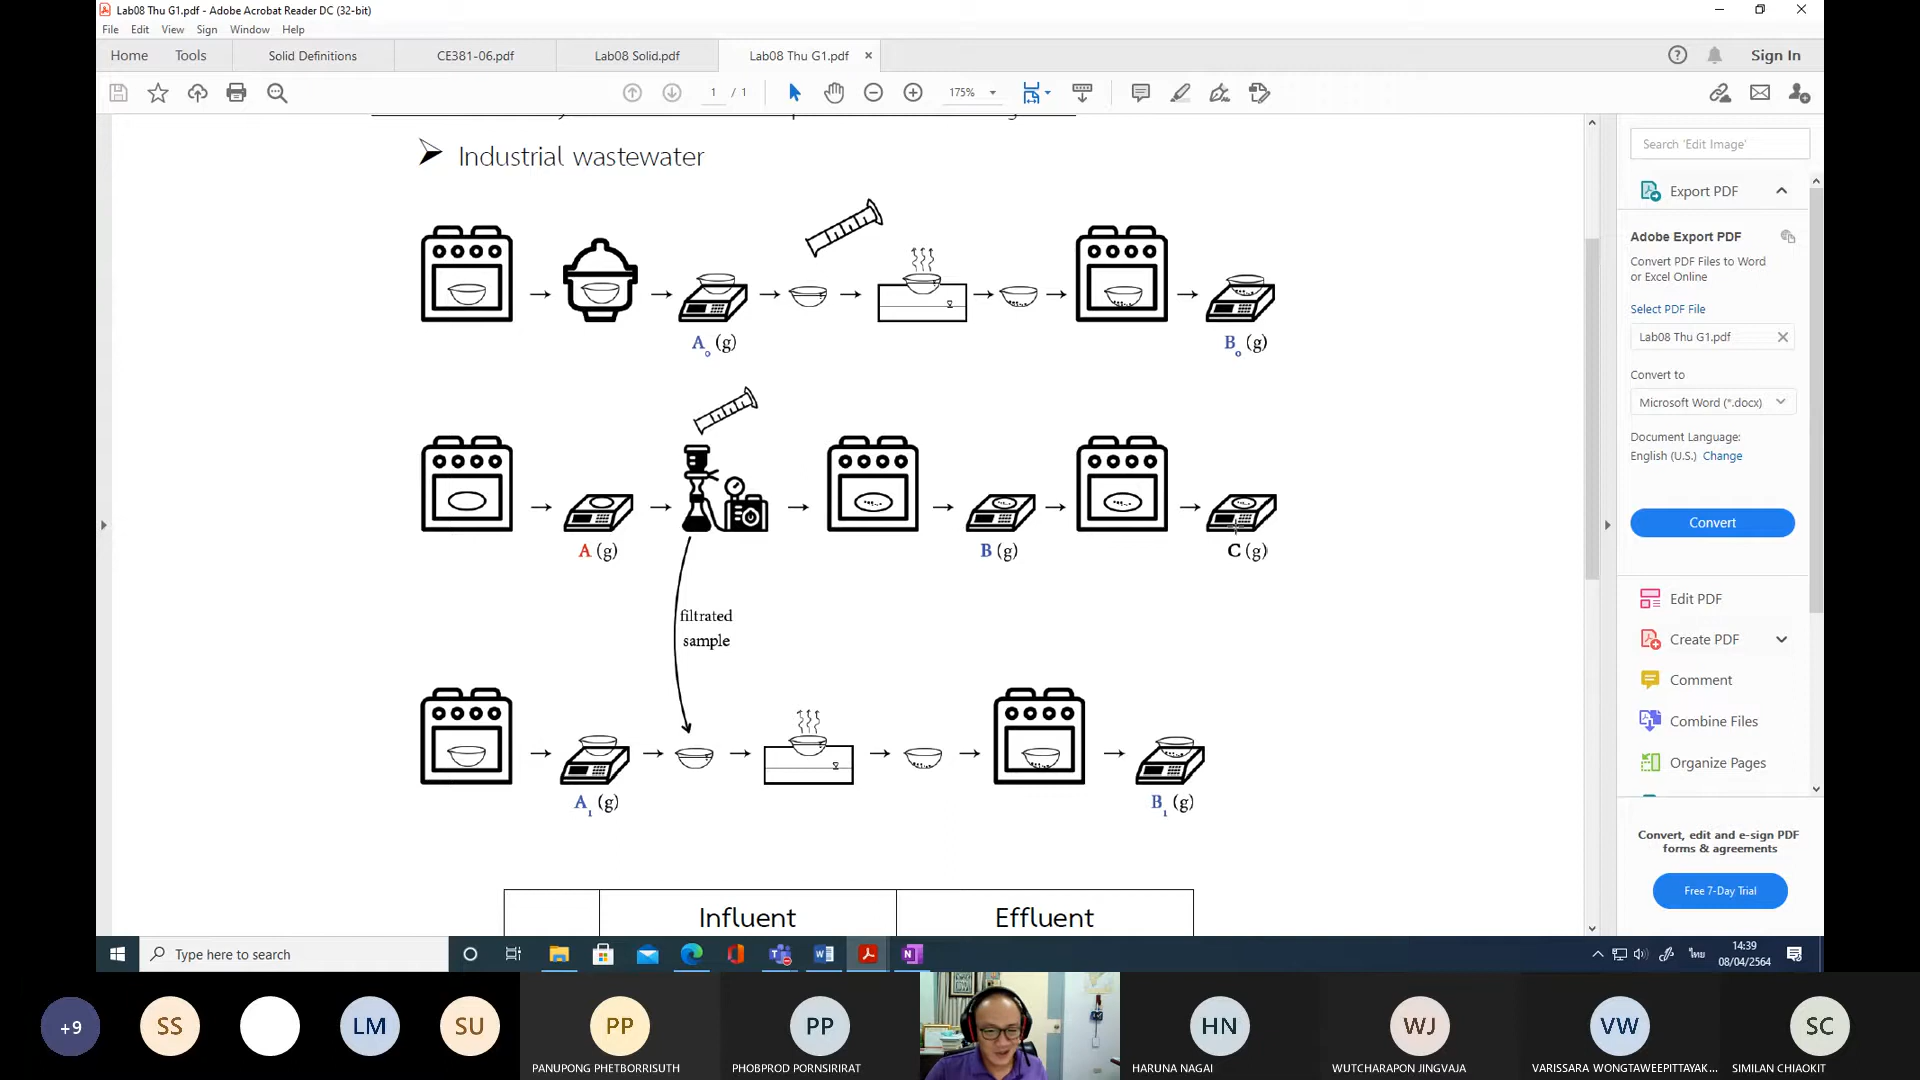 Lab08 Thu G1.pdf - Adobe Acrobat Reader DC (32-bit)
File Edit View Sign Window Help
Home Tools Solid Definitions CE381-06.pdf Lab08 Solid.pdf Lab08 Thu G1.pdf × Sign In
1 / 1 175%
Industrial wastewater
A₀ (g) B₀ (g)
A (g) B (g) C (g)
filtrated
sample
A₁ (g) B₁ (g)
Influent Effluent
Search 'Edit Image'
Export PDF
Adobe Export PDF
Convert PDF Files to Word
or Excel Online
Select PDF File
Lab08 Thu G1.pdf
Convert to
Microsoft Word (*.docx)
Document Language:
English (U.S.) Change
Convert
Edit PDF
Create PDF
Comment
Combine Files
Organize Pages
Convert, edit and e-sign PDF
forms & agreements
Free 7-Day Trial
Type here to search
ไทย
14:39
08/04/2564
+9 SS LM SU PP PP HN WJ VW SC
PANUPONG PHETBORRISUTH PHOBPROD PORNSIRIRAT HARUNA NAGAI WUTCHARAPON JINGVAJA VARISSARA WONGTAWEEPITTAYAK... SIMILAN CHIAOKIT